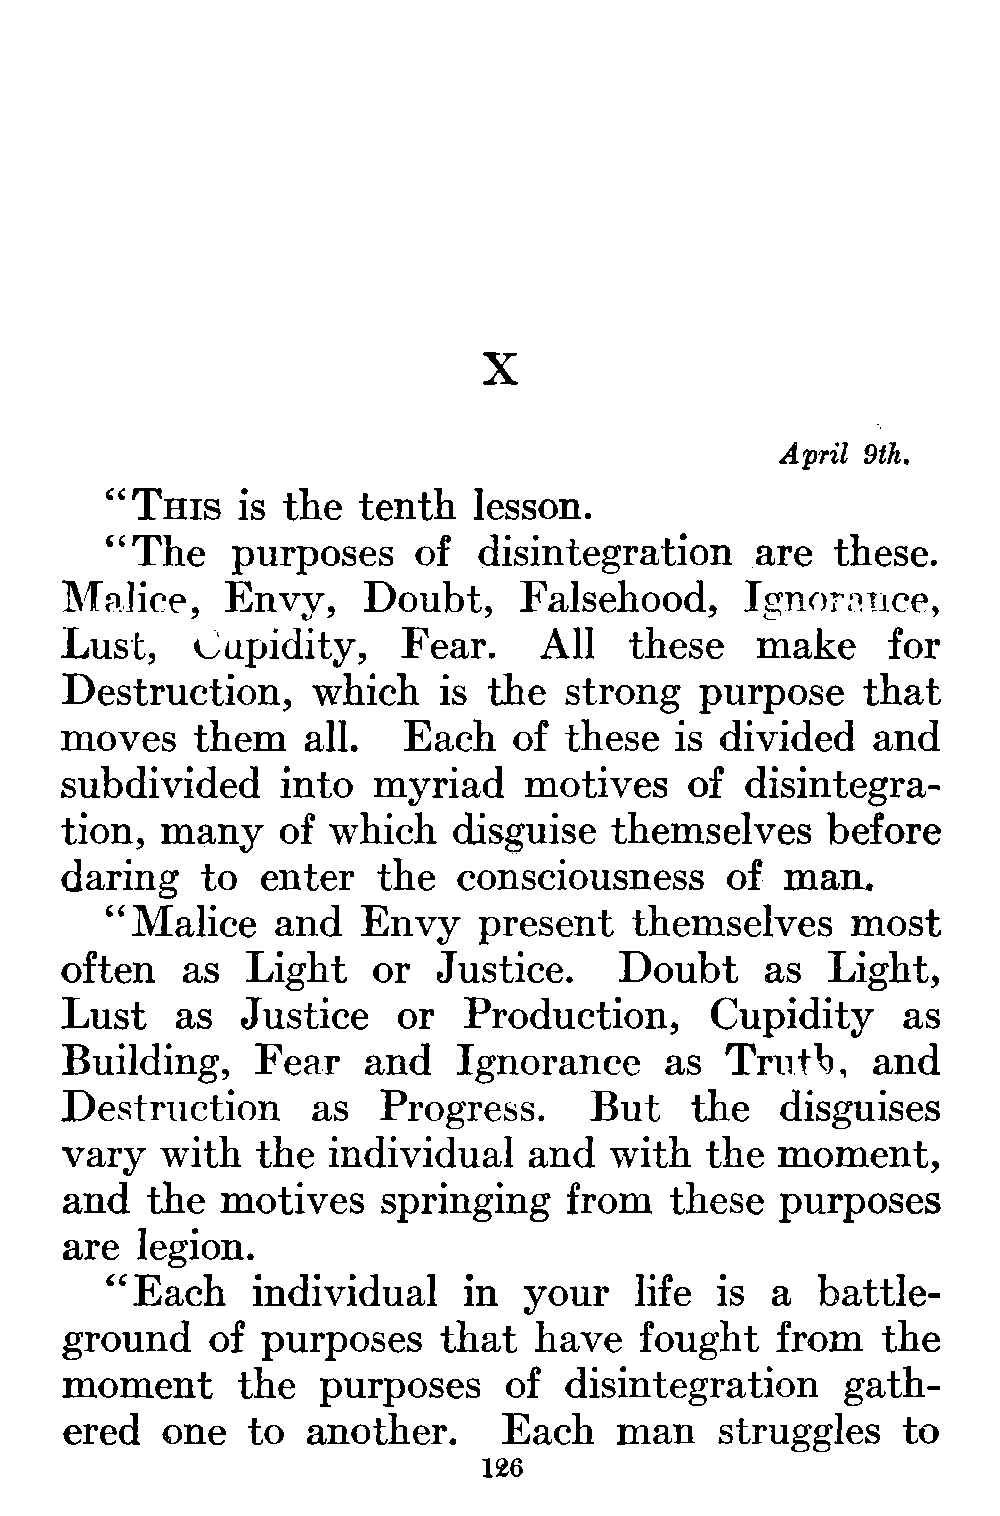 X
April 9th.
“THIS is the tenth lesson.
“The purposes of disintegration are these.
Malice, Envy, Doubt, Falsehood, Ignorance,
Lust, Cupidity, Fear. All these make for
Destruction, which is the strong purpose that
moves them all. Each of these is divided and
subdivided into myriad motives of disintegra-
tion, many of which disguise themselves before
daring to enter the consciousness of man.
“Malice and Envy present themselves most
often as Light or Justice. Doubt as Light,
Lust as Justice or Production, Cupidity as
Building, Fear and Ignorance as Truth, and
Destruction as Progress. But the disguises
vary with the individual and with the moment,
and the motives springing from these purposes
are legion.
“Each individual in your life is a battle-
ground of purposes that have fought from the
moment the purposes of disintegration gath-
ered one to another. Each man struggles to
126